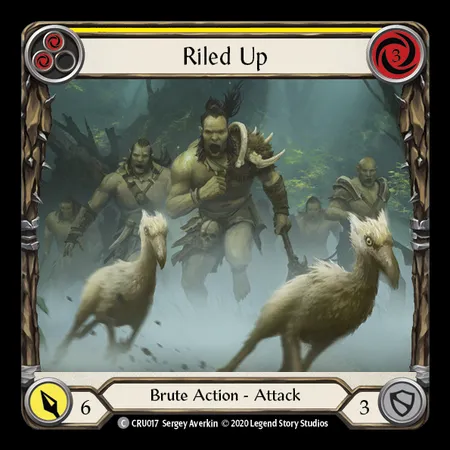 Riled Up
3
6
Brute Action - Attack
3
C CRU017 Sergey Averkin © 2020 Legend Story Studios